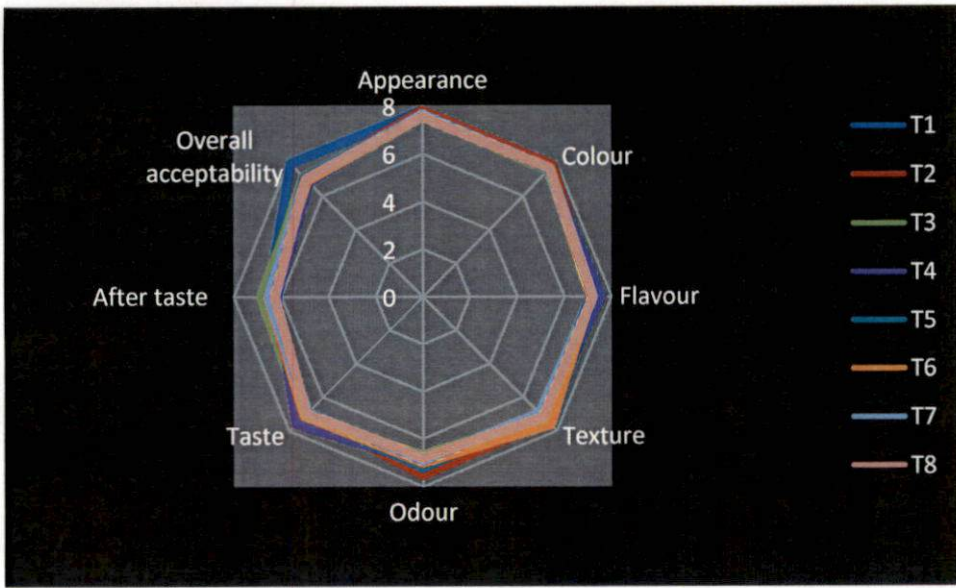 Appearance
8
Overall
acceptability
Colour
6
4
2
After taste
0
Flavour
Taste
Texture
Odour
T1
T2
T3
T4
T5
T6
T7
T8